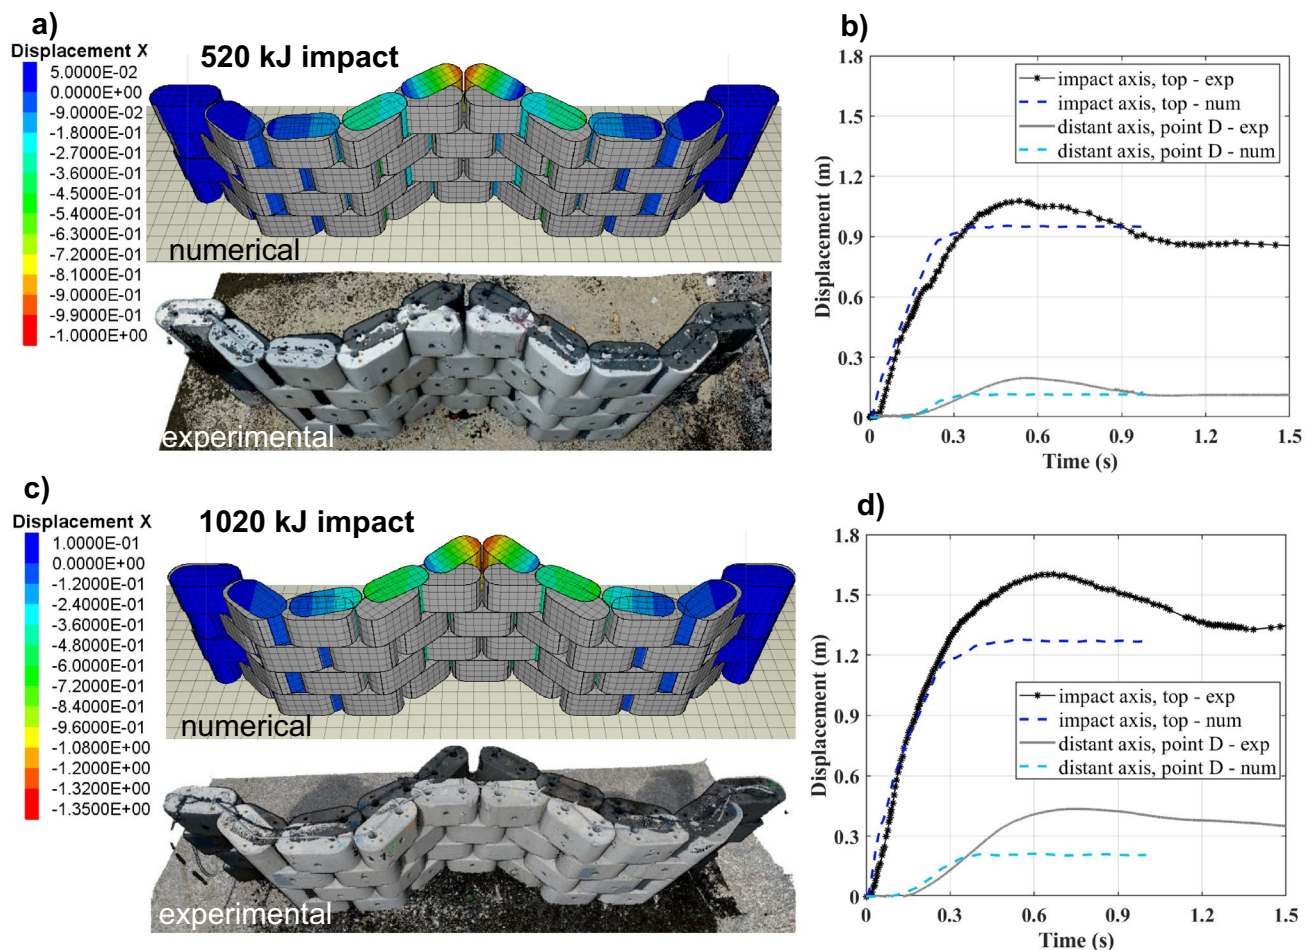 a)
520 kJ impact
Displacement X
5.0000E-02
0.0000E+00
-9.0000E-02
-1.8000E-01
-2.7000E-01
-3.6000E-01
-4.5000E-01
-5.4000E-01
-6.3000E-01
-7.2000E-01
-8.1000E-01
-9.0000E-01
-9.9000E-01
-1.0000E+00
numerical
experimental
b)
1.8
1.5
1.2
0.9
0.6
0.3
0
Displacement (m)
impact axis, top - exp
impact axis, top - num
distant axis, point D - exp
distant axis, point D - num
0 0.3 0.6 0.9 1.2 1.5
Time (s)
c)
1020 kJ impact
Displacement X
1.0000E-01
0.0000E+00
-1.2000E-01
-2.4000E-01
-3.6000E-01
-4.8000E-01
-6.0000E-01
-7.2000E-01
-8.4000E-01
-9.6000E-01
-1.0800E+00
-1.2000E+00
-1.3200E+00
-1.3500E+00
numerical
experimental
d)
1.8
1.5
1.2
0.9
0.6
0.3
0
Displacement (m)
impact axis, top - exp
impact axis, top - num
distant axis, point D - exp
distant axis, point D - num
0 0.3 0.6 0.9 1.2 1.5
Time (s)